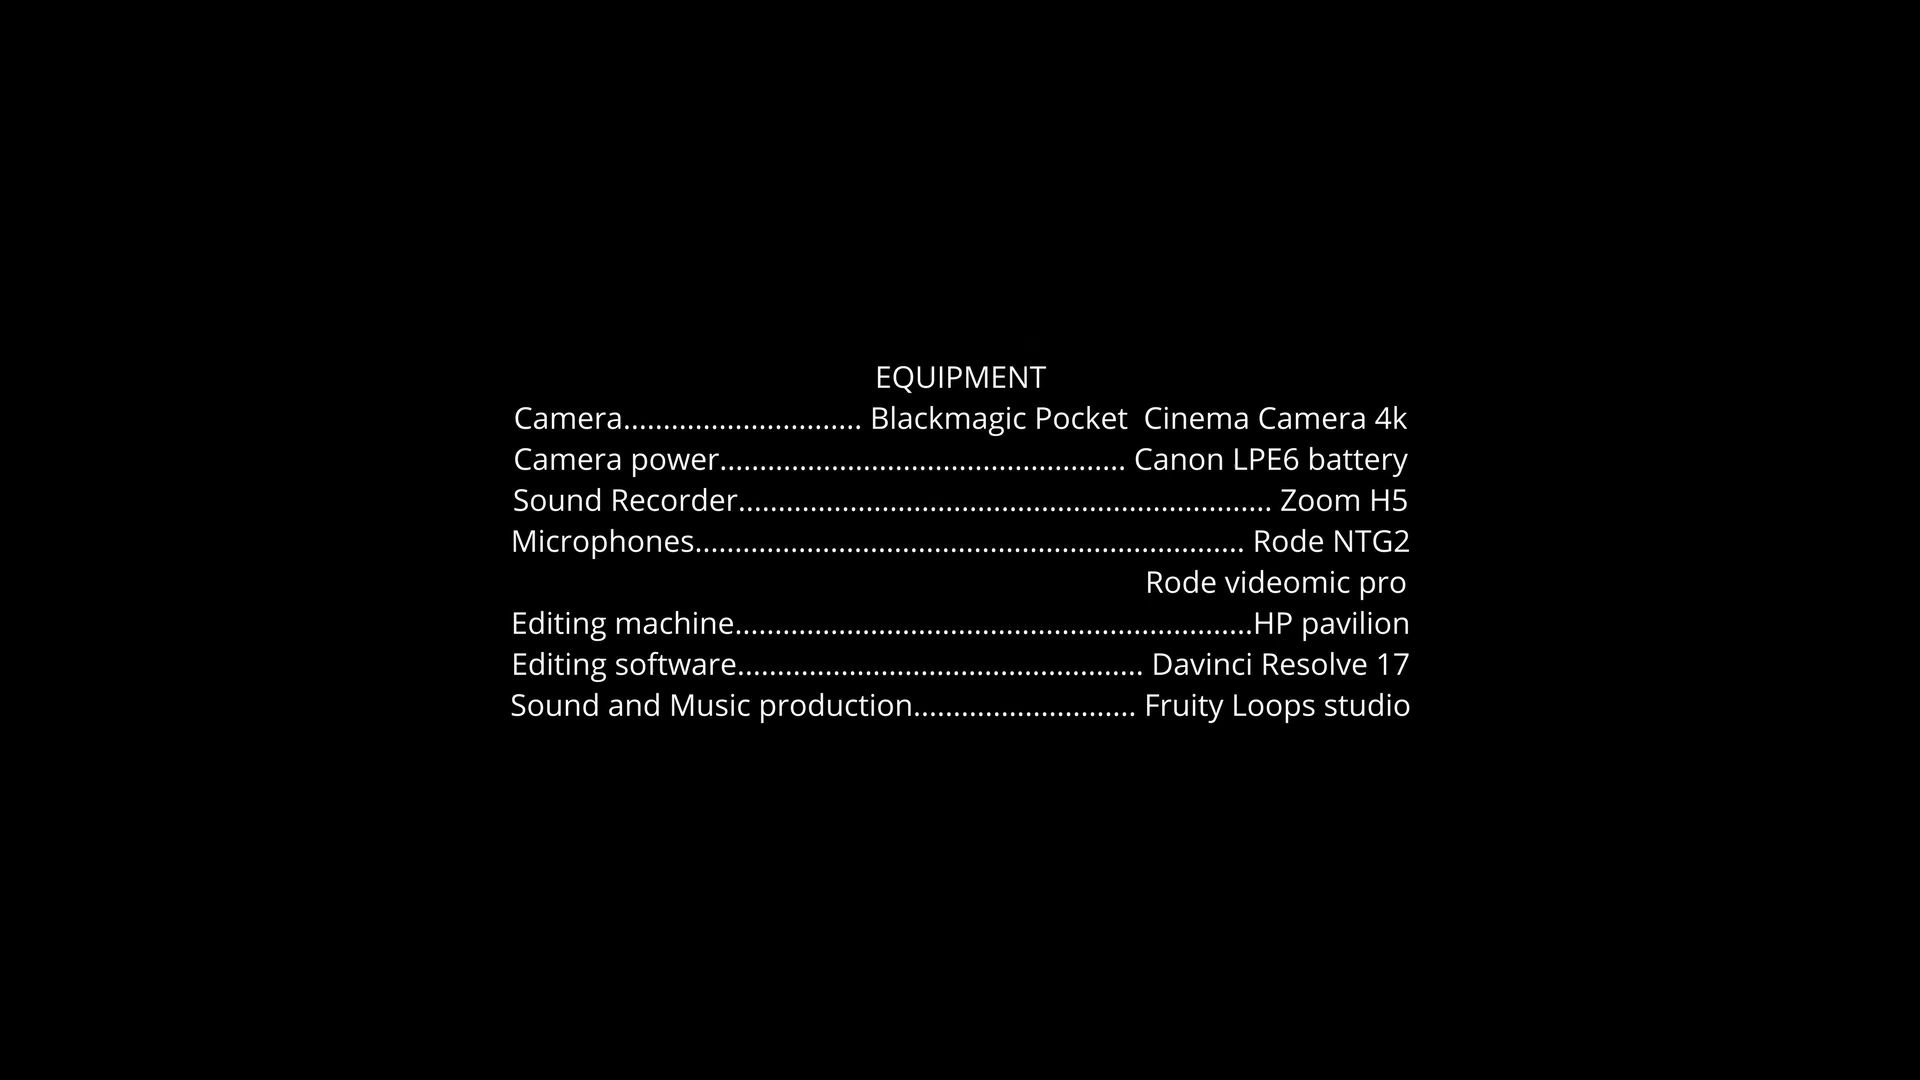 EQUIPMENT
Camera.............................. Blackmagic Pocket  Cinema Camera 4k
Camera power................................................... Canon LPE6 battery
Sound Recorder................................................................... Zoom H5
Microphones..................................................................... Rode NTG2
Rode videomic pro
Editing machine.................................................................HP pavilion
Editing software................................................... Davinci Resolve 17
Sound and Music production............................ Fruity Loops studio